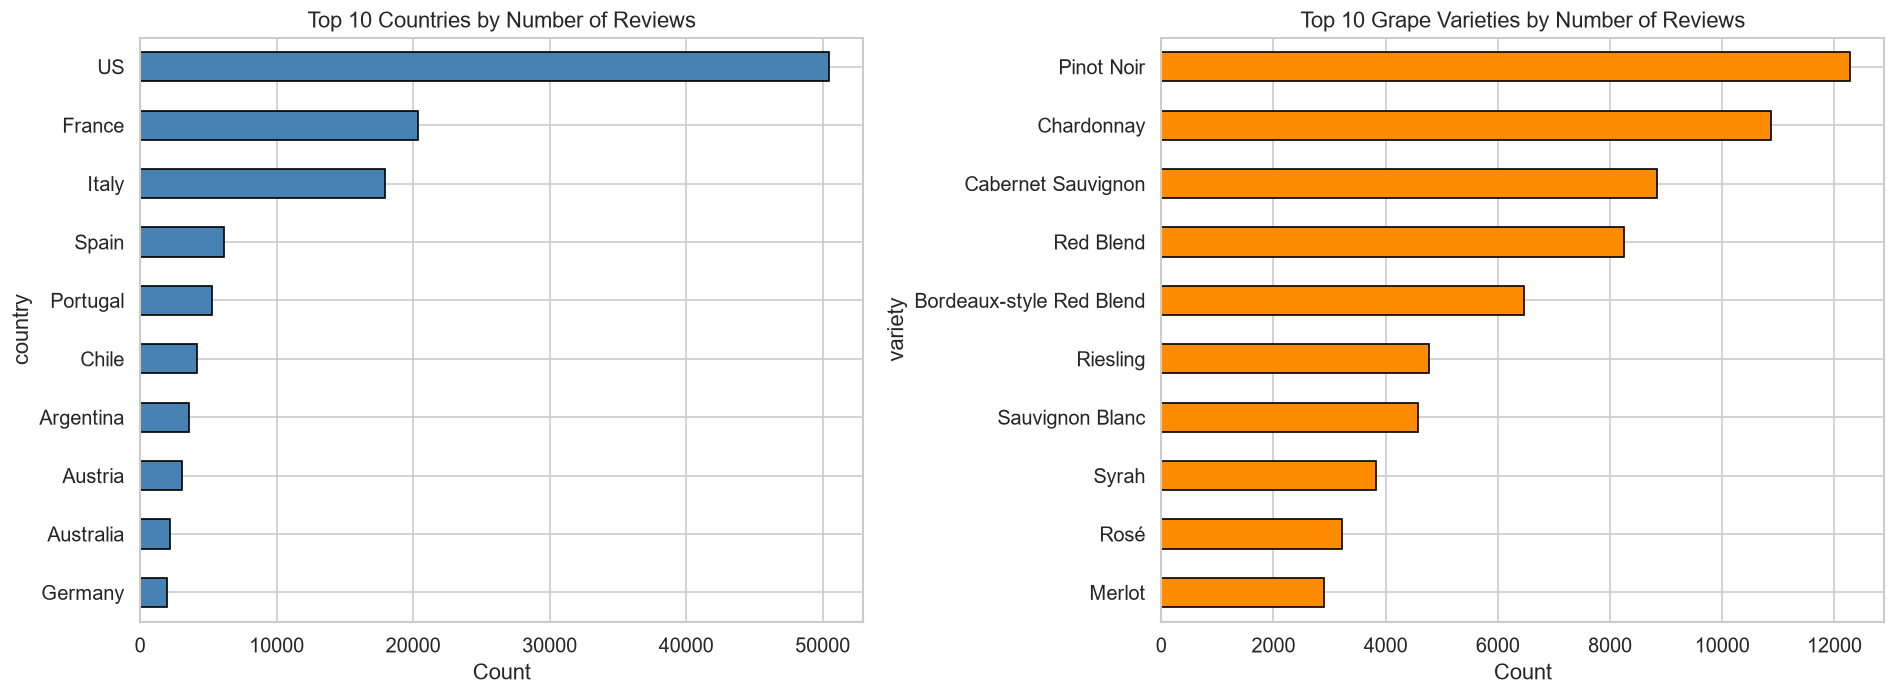 Top 10 Countries by Number of Reviews
country
US
France
Italy
Spain
Portugal
Chile
Argentina
Austria
Australia
Germany
0 10000 20000 30000 40000 50000
Count
Top 10 Grape Varieties by Number of Reviews
variety
Pinot Noir
Chardonnay
Cabernet Sauvignon
Red Blend
Bordeaux-style Red Blend
Riesling
Sauvignon Blanc
Syrah
Rosé
Merlot
0 2000 4000 6000 8000 10000 12000
Count